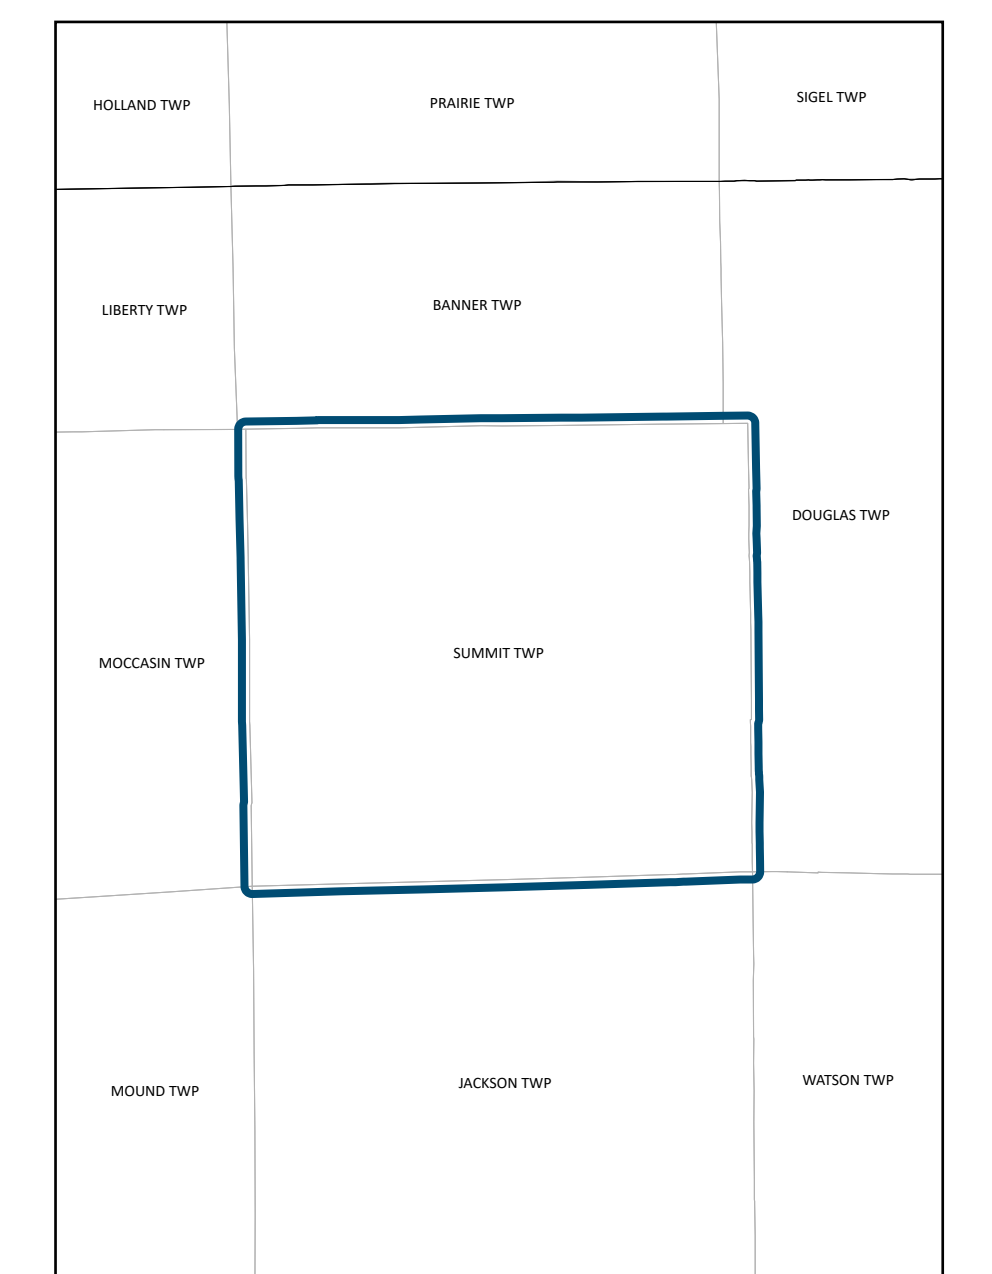 HOLLAND TWP
PRAIRIE TWP
SIGEL TWP
LIBERTY TWP
BANNER TWP
DOUGLAS TWP
MOCCASIN TWP
SUMMIT TWP
MOUND TWP
JACKSON TWP
WATSON TWP